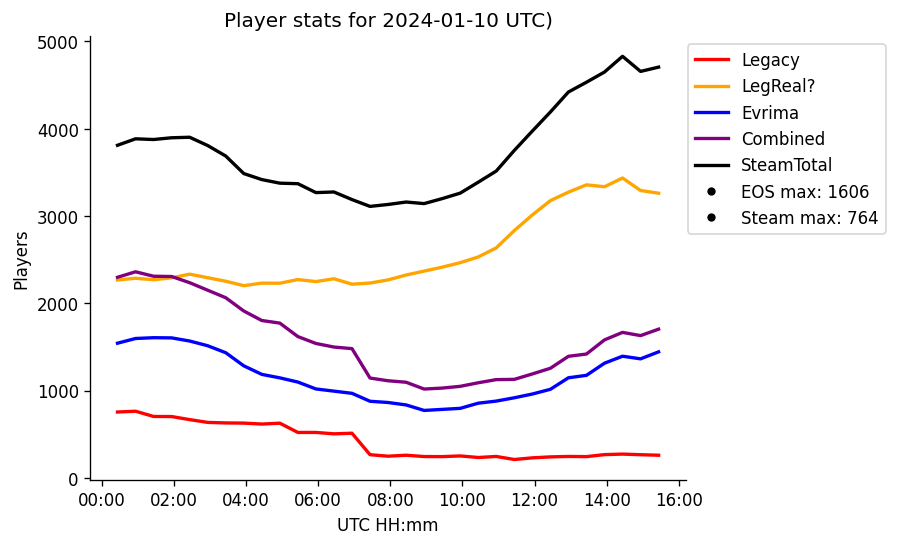 Player stats for 2024-01-10 UTC)
5000
4000
3000
2000
1000
0
Players
00:00 02:00 04:00 06:00 08:00 10:00 12:00 14:00 16:00
UTC HH:mm
Legacy
LegReal?
Evrima
Combined
SteamTotal
EOS max: 1606
Steam max: 764